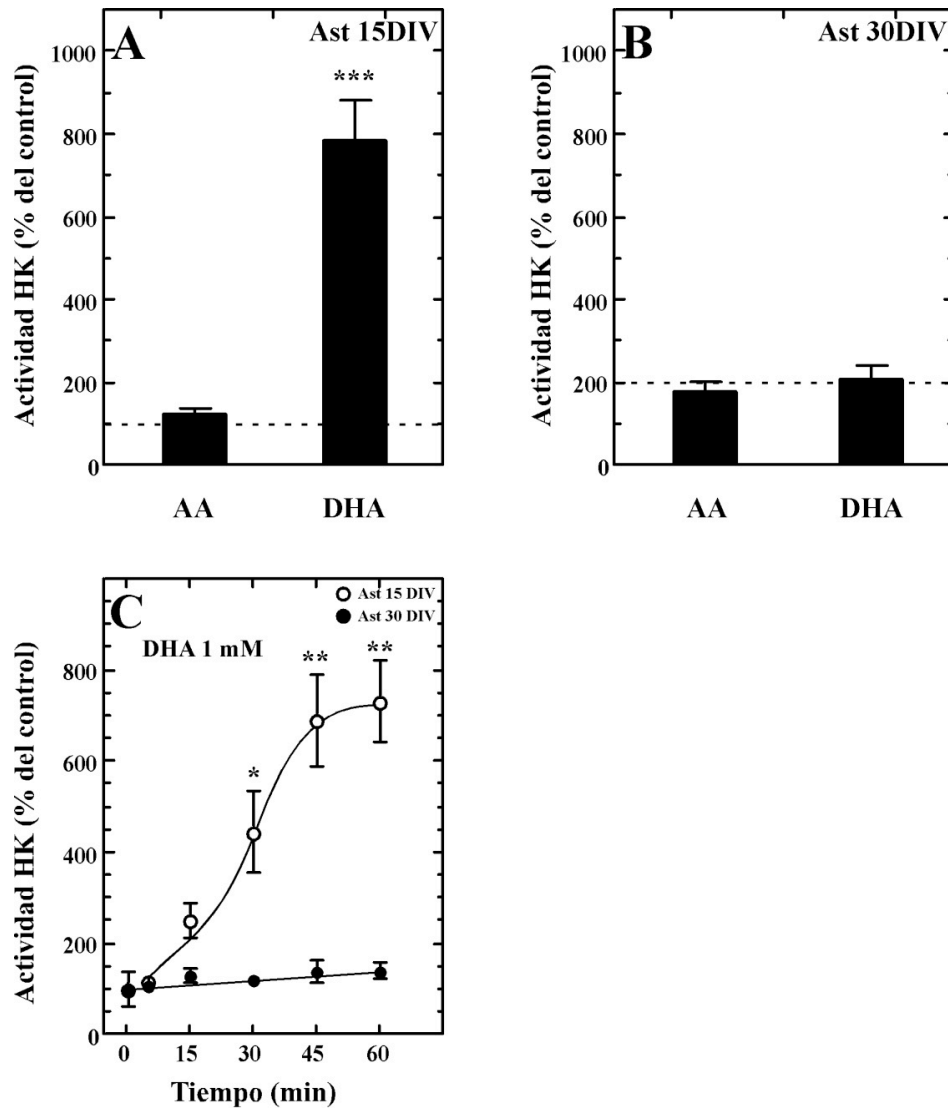 A
Ast 15DIV
***
Actividad HK (% del control)
1000
800
600
400
200
0
AA
DHA
B
Ast 30DIV
Actividad HK (% del control)
1000
800
600
400
200
0
AA
DHA
C
Ast 15 DIV
Ast 30 DIV
DHA 1 mM
*
**
**
Actividad HK (% del control)
800
600
400
200
0
0
15
30
45
60
Tiempo (min)